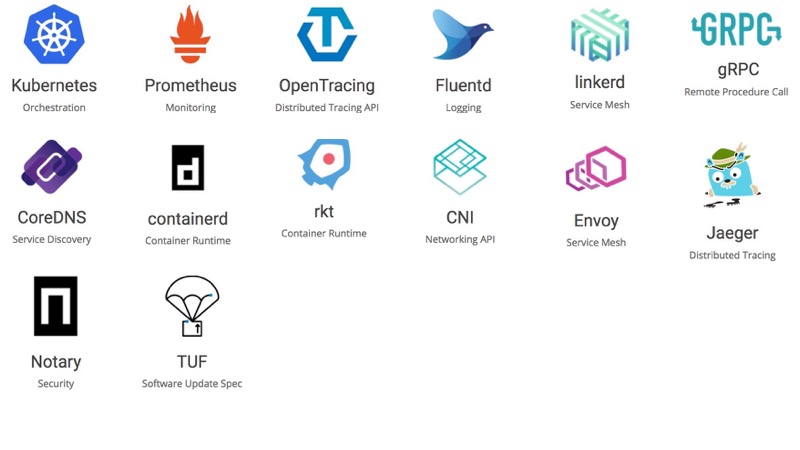 GRPC
Kubernetes
Prometheus
OpenTracing
Fluentd
linkerd
gRPC
Orchestration
Monitoring
Distributed Tracing API
Logging
Service Mesh
Remote Procedure Call
d
CoreDNS
containerd
rkt
CNI
Envoy
Jaeger
Service Discovery
Container Runtime
Container Runtime
Networking API
Service Mesh
Distributed Tracing
n
Notary
TUF
Security
Software Update Spec